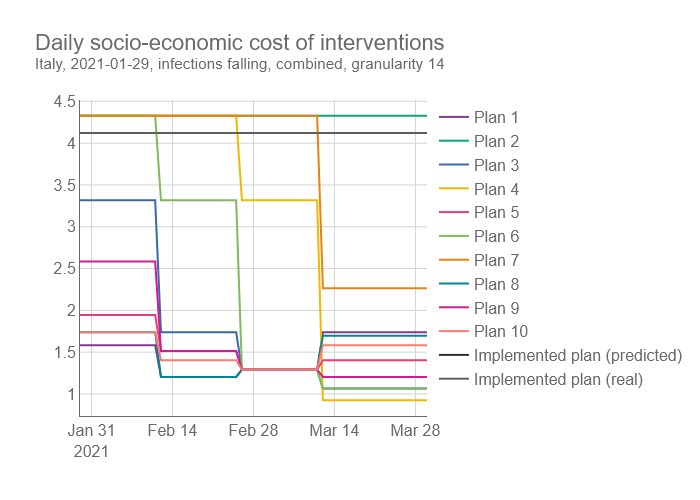 Daily socio-economic cost of interventions
Italy, 2021-01-29, infections falling, combined, granularity 14
4.5
4
3.5
3
2.5
2
1.5
1
Jan 31
2021
Feb 14
Feb 28
Mar 14
Mar 28
Plan 1
Plan 2
Plan 3
Plan 4
Plan 5
Plan 6
Plan 7
Plan 8
Plan 9
Plan 10
Implemented plan (predicted)
Implemented plan (real)